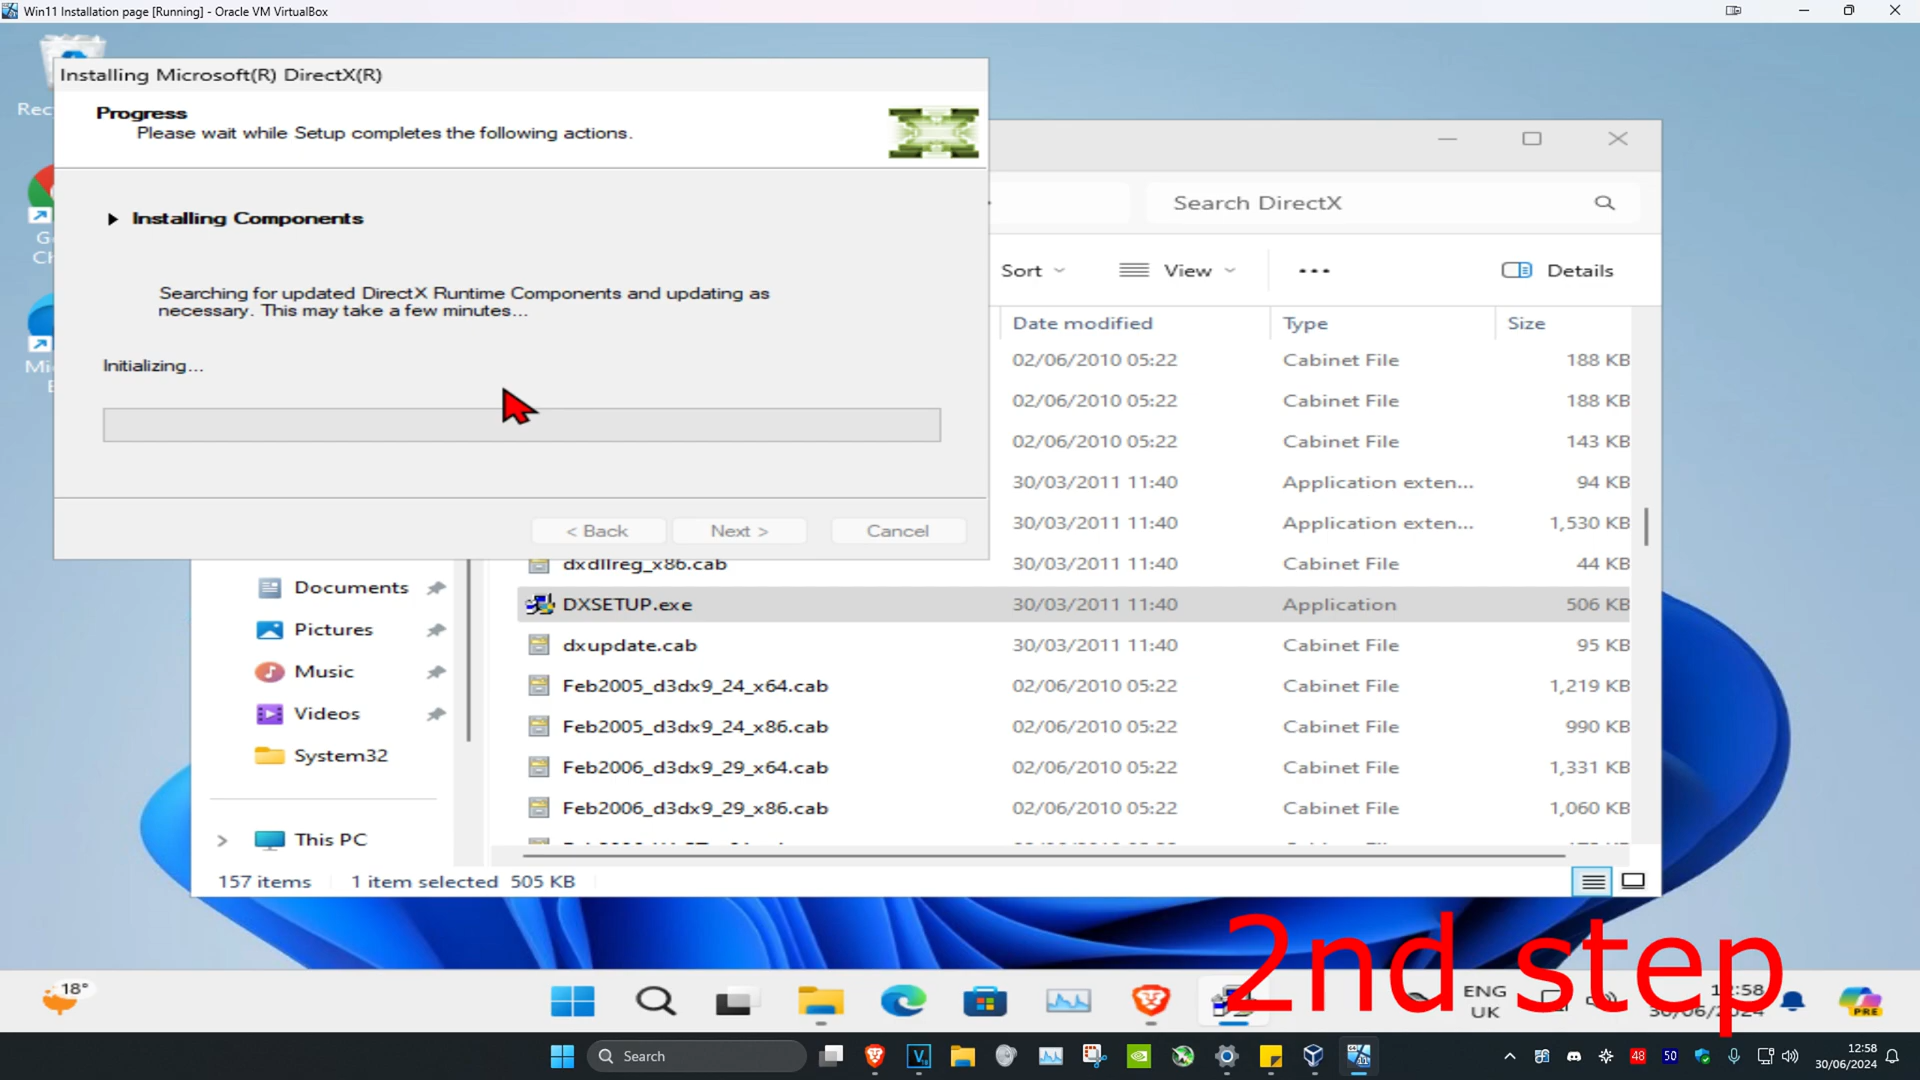 Win11 Installation page [Running] - Oracle VM VirtualBox
Installing Microsoft(R) DirectX(R)
Progress
Please wait while Setup completes the following actions.
Installing Components
Searching for updated DirectX Runtime Components and updating as
necessary. This may take a few minutes...
Initializing...
< Back Next > Cancel
Search DirectX
Sort View Details
Date modified Type Size
02/06/2010 05:22 Cabinet File 188 KB
02/06/2010 05:22 Cabinet File 188 KB
02/06/2010 05:22 Cabinet File 143 KB
30/03/2011 11:40 Application exten... 94 KB
30/03/2011 11:40 Application exten... 1,530 KB
dxdllreg_x86.cab 30/03/2011 11:40 Cabinet File 44 KB
DXSETUP.exe 30/03/2011 11:40 Application 506 KB
dxupdate.cab 30/03/2011 11:40 Cabinet File 95 KB
Feb2005_d3dx9_24_x64.cab 02/06/2010 05:22 Cabinet File 1,219 KB
Feb2005_d3dx9_24_x86.cab 02/06/2010 05:22 Cabinet File 990 KB
Feb2006_d3dx9_29_x64.cab 02/06/2010 05:22 Cabinet File 1,331 KB
Feb2006_d3dx9_29_x86.cab 02/06/2010 05:22 Cabinet File 1,060 KB
Documents
Pictures
Music
Videos
System32
This PC
157 items 1 item selected 505 KB
2nd step
18°
ENG
UK
12:58
30/06/2024
PRE
Search
48 50
12:58
30/06/2024